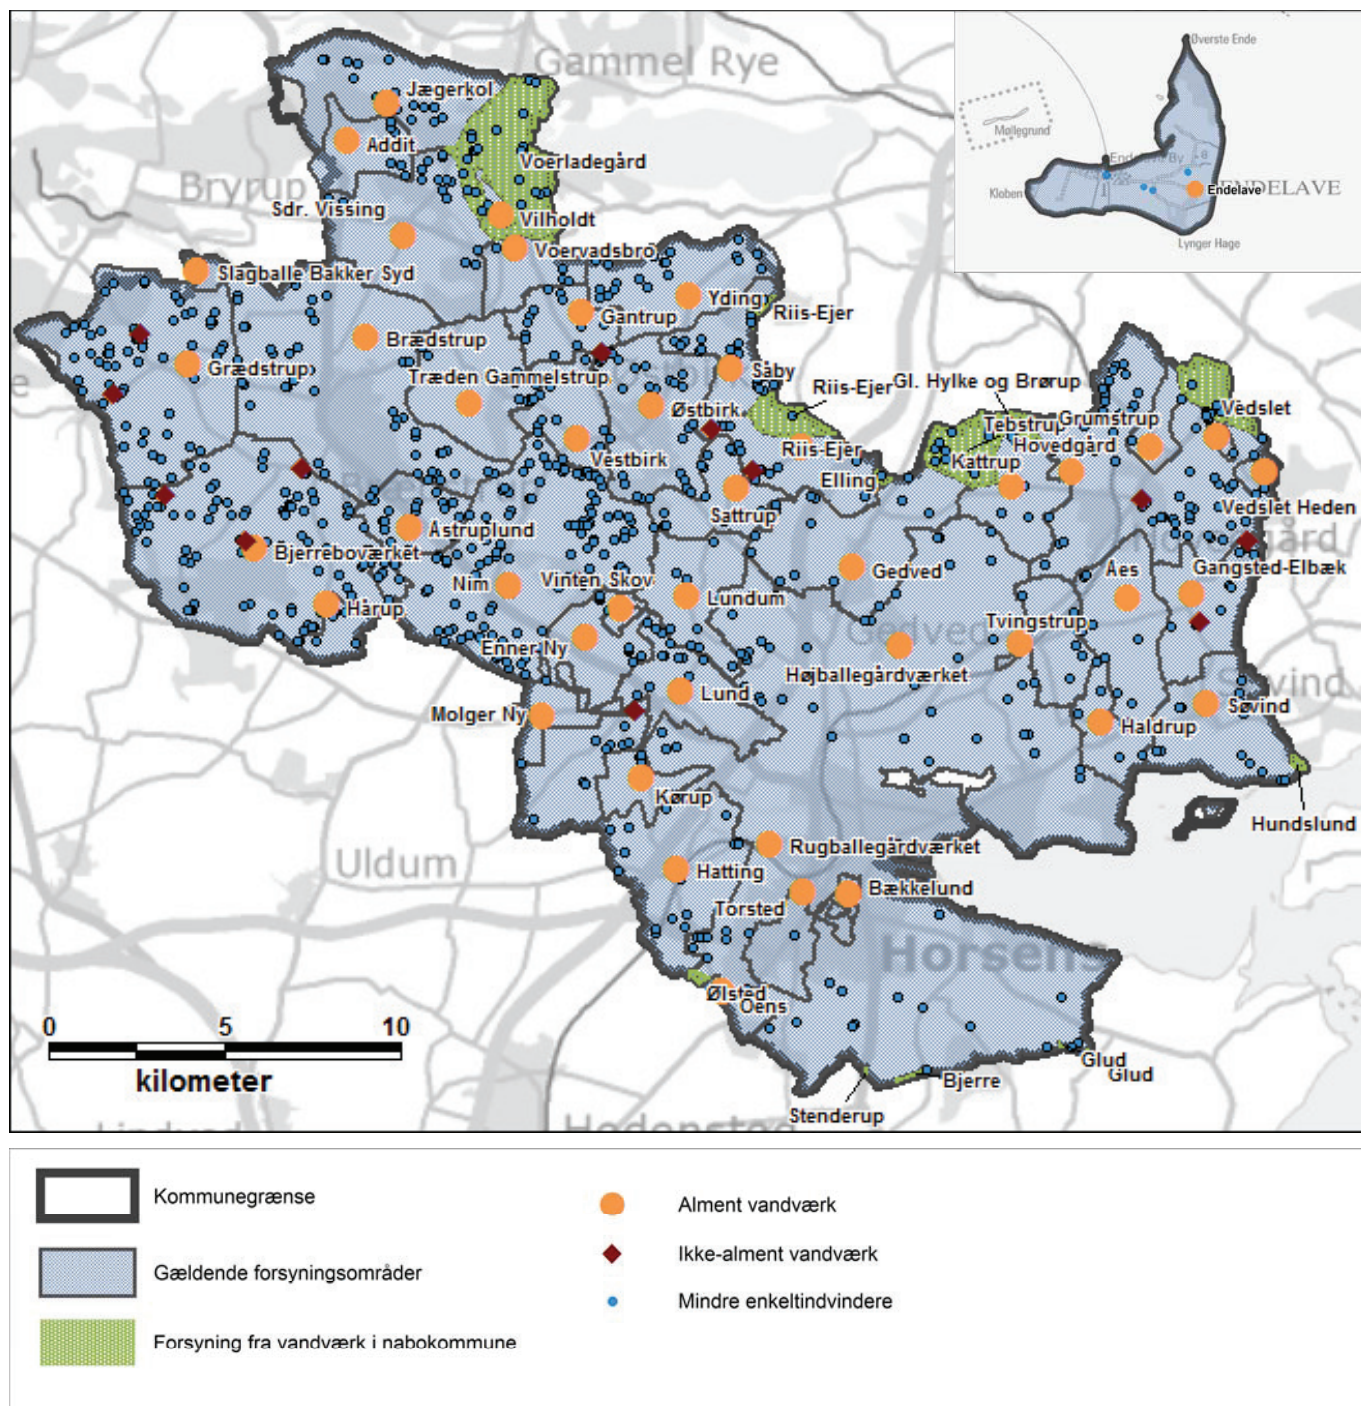 Gammel Rye
Øverste Ende
Jægerkol
Møllegrund
Addit
Voerladegård
Bryrup
Kloben
Endelave
ENDELAVE
Sdr. Vissing
Vilholdt
Lynger Hage
Voervadsbro
Slagballe Bakker Syd
Yding
Riis-Ejer
Gantrup
Brædstrup
Grædstrup
Træden Gammelstrup
Såby
Riis-Ejer
Gl. Hylke og Brørup
Østbirk
Tebstrup
Grumstrup
Vedslet
Vestbirk
Riis-Ejer
Hovedgård
Kattrup
Elling
Sattrup
Vedslet Heden
Astruplund
Bjerreboværket
Gedved
Aes
Gangsted-Elbæk
Nim
Vinten Skov
Lundum
Hårup
Gedved
Tvingstrup
Enner Ny
Højballegårdværket
Lund
Søvind
Søvind
Molger Ny
Haldrup
Kørup
Hundslund
Uldum
Rugballegårdværket
Hatting
Bækkelund
Torsted
Horsens
Ølsted
Oens
0 5 10
kilometer
Glud
Glud
Bjerre
Stenderup
Hedensted
Kommunegrænse
Alment vandværk
Gældende forsyningsområder
Ikke-alment vandværk
Mindre enkeltindvindere
Forsyning fra vandværk i nabokommune